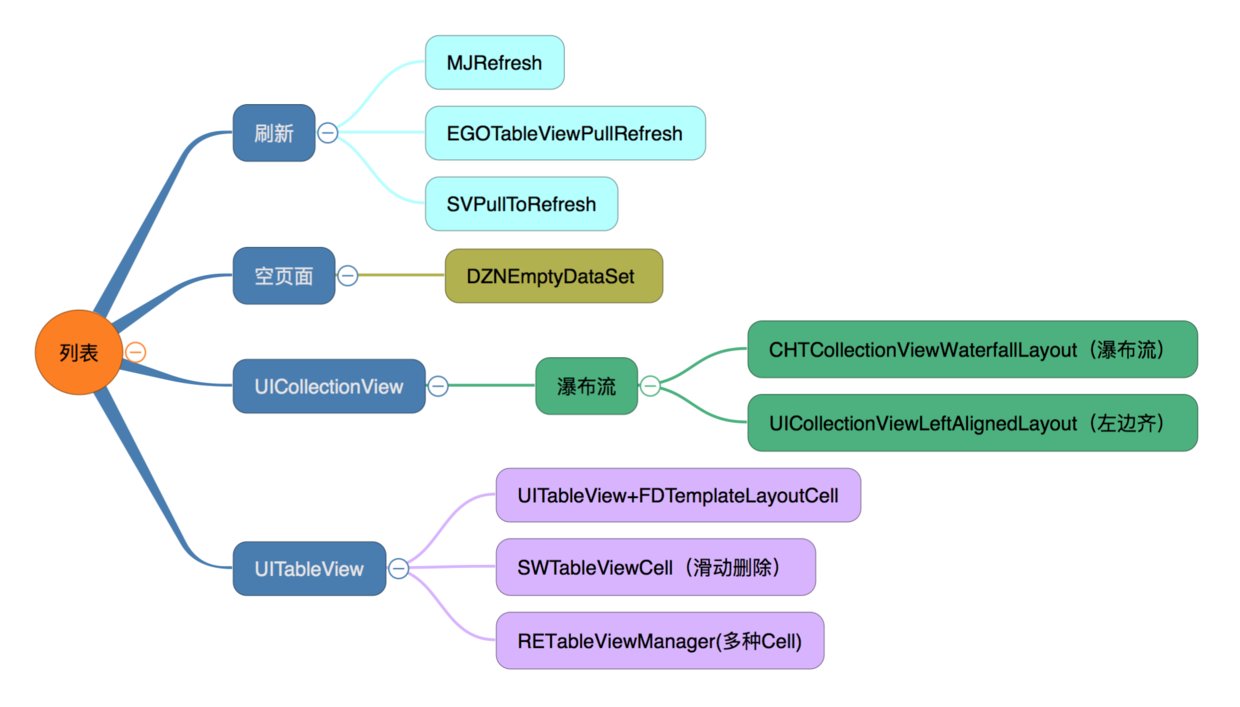 列表
刷新
MJRefresh
EGOTableViewPullRefresh
SVPullToRefresh
空页面
DZNEmptyDataSet
UICollectionView
瀑布流
CHTCollectionViewWaterfallLayout（瀑布流）
UICollectionViewLeftAlignedLayout（左边齐）
UITableView
UITableView+FDTemplateLayoutCell
SWTableViewCell（滑动删除）
RETableViewManager(多种Cell)